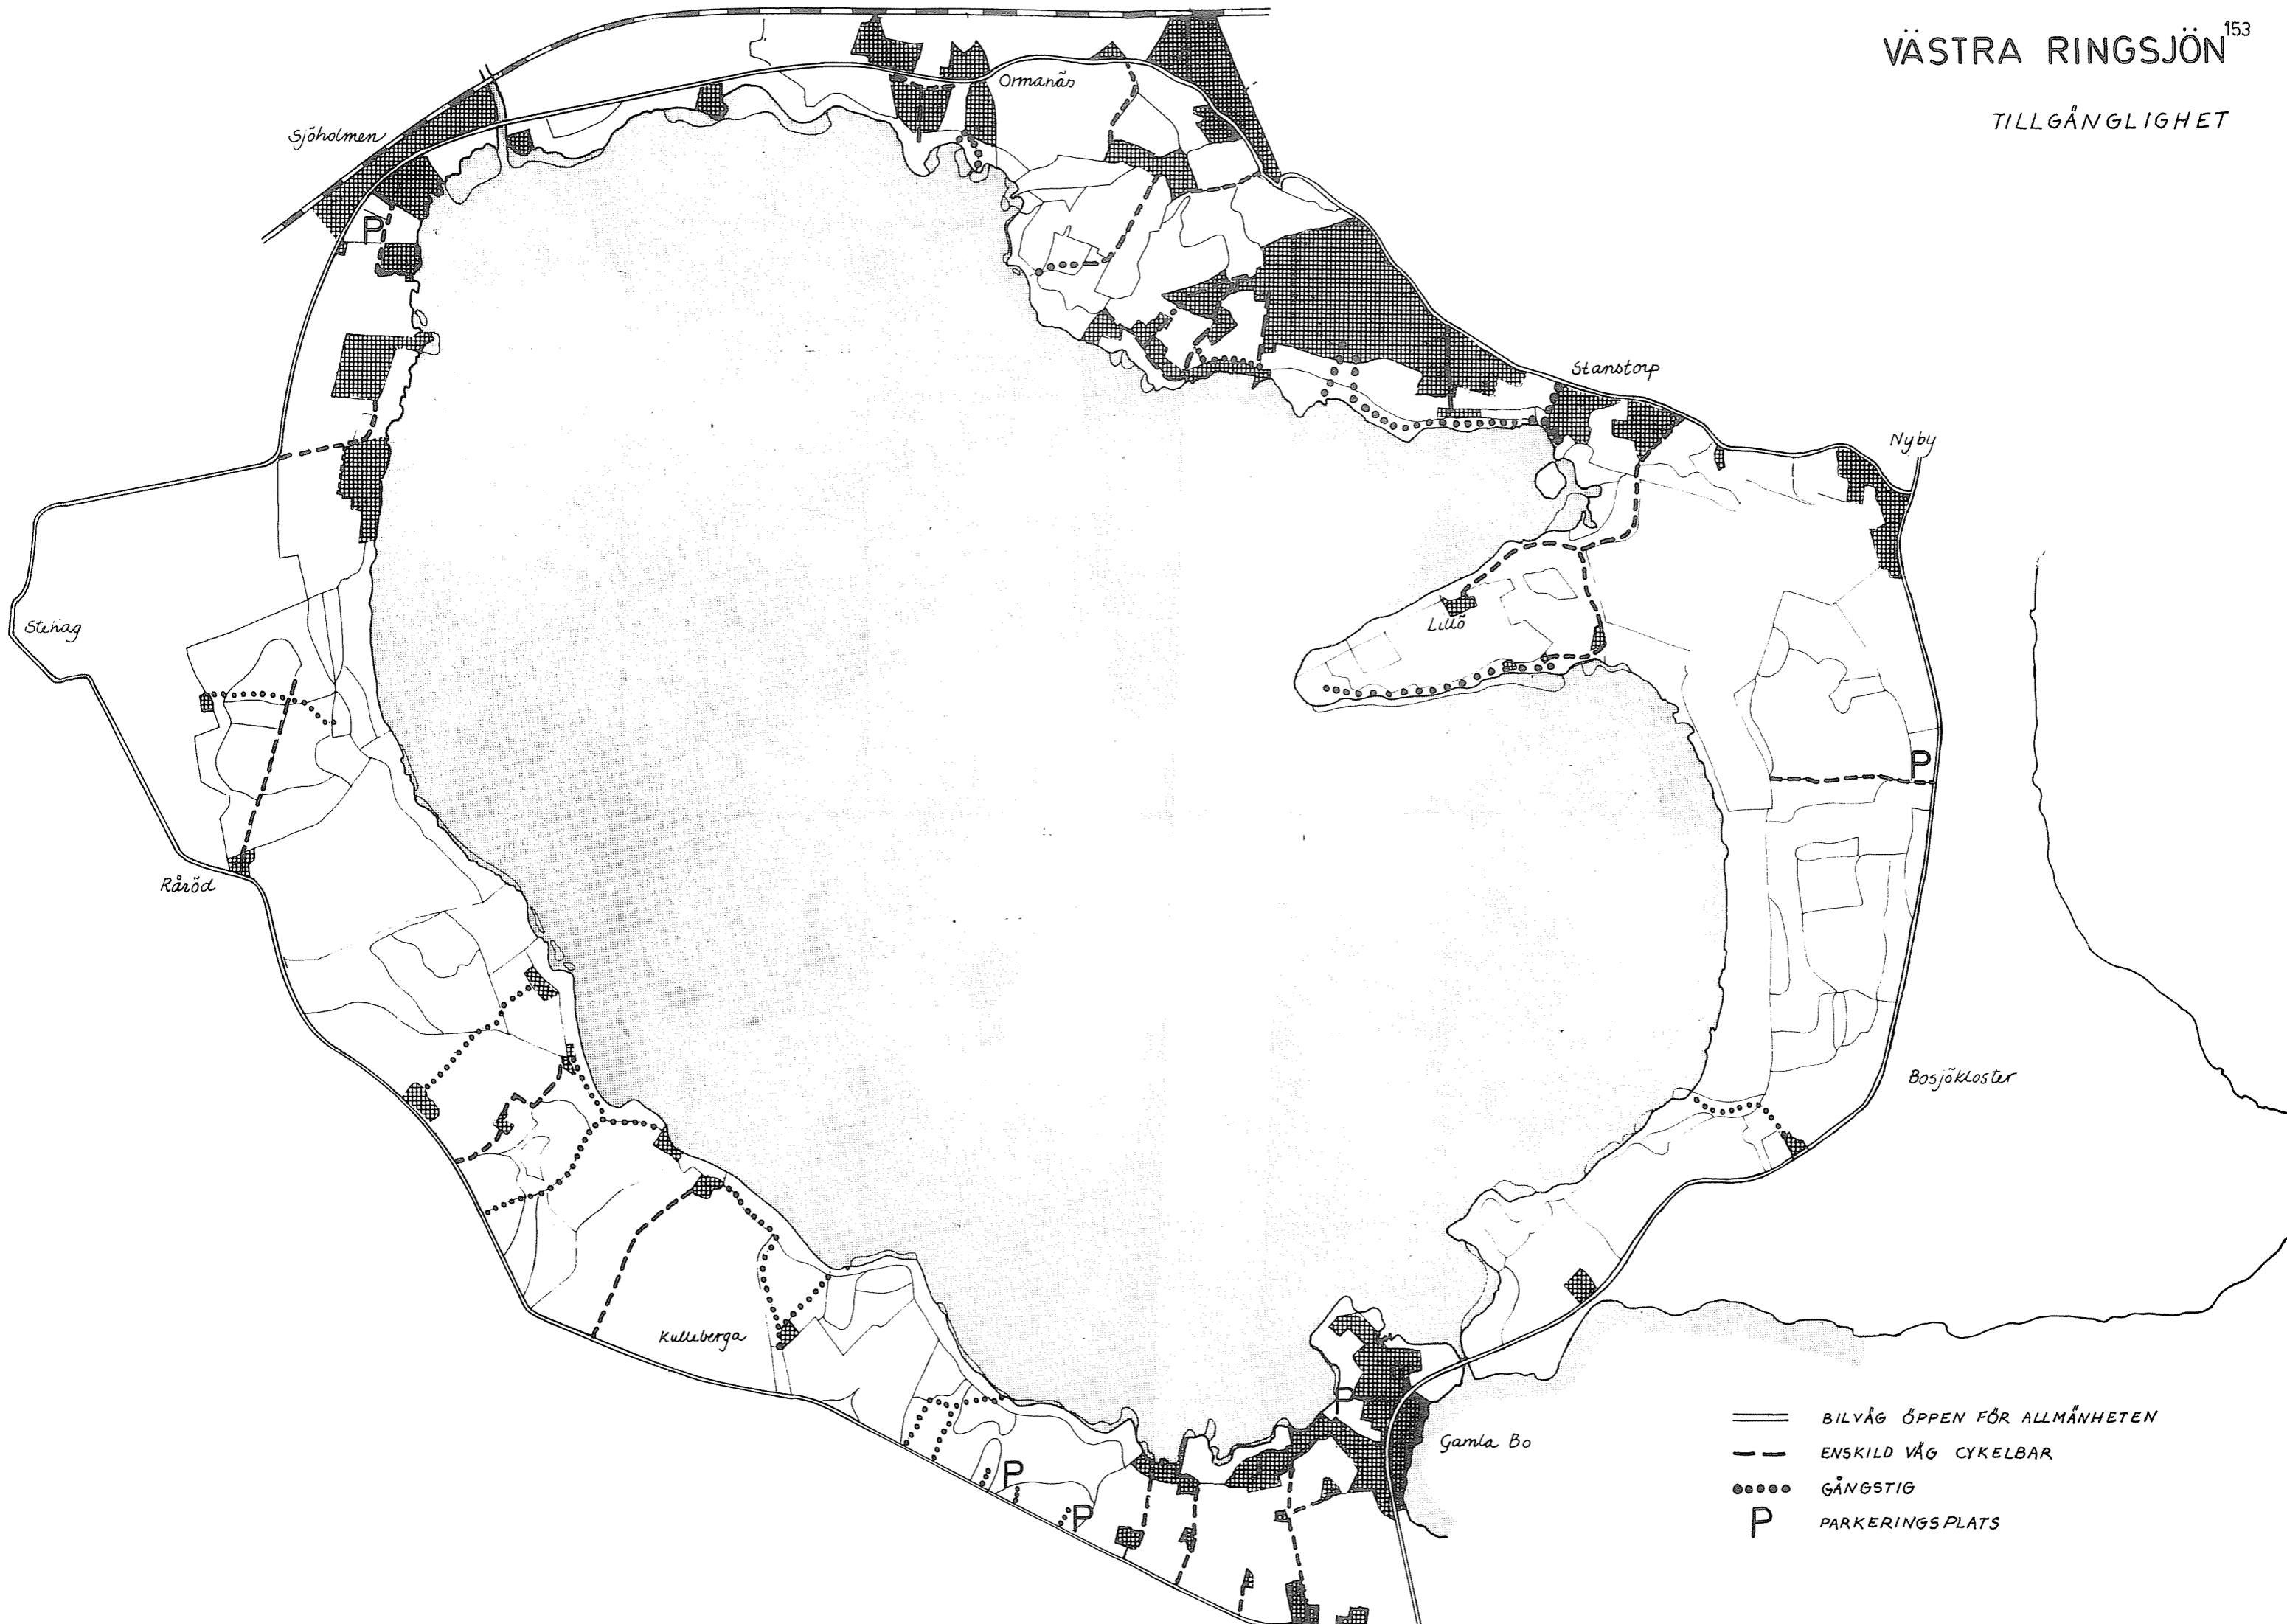 153
VÄSTRA RINGSJÖN
TILLGÄNGLIGHET
Ormanäs
Sjöholmen
P
Stanstorp
Nyby
Lillö
Stenag
P
Råröd
Bosjökloster
Kulleberga
P
Gamla Bo
P
P
BILVÄG ÖPPEN FÖR ALLMÄNHETEN
ENSKILD VÄG CYKELBAR
GÅNGSTIG
P PARKERINGSPLATS